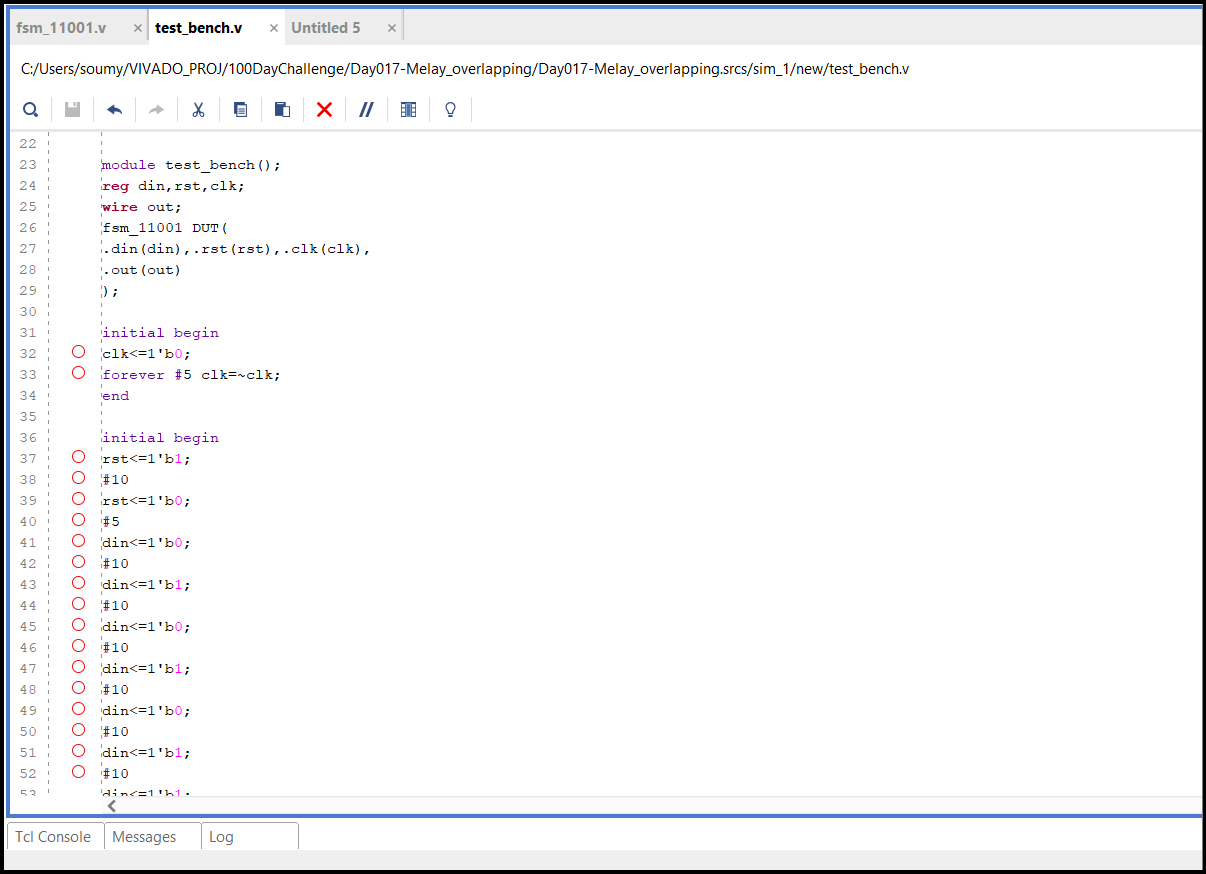 fsm_11001.v × test_bench.v × Untitled 5 ×
C:/Users/soumy/VIVADO_PROJ/100DayChallenge/Day017-Melay_overlapping/Day017-Melay_overlapping.srcs/sim_1/new/test_bench.v
22
23 module test_bench();
24 reg din,rst,clk;
25 wire out;
26 fsm_11001 DUT(
27 .din(din),.rst(rst),.clk(clk),
28 .out(out)
29 );
30
31 initial begin
32 clk<=1'b0;
33 forever #5 clk=~clk;
34 end
35
36 initial begin
37 rst<=1'b1;
38 #10
39 rst<=1'b0;
40 #5
41 din<=1'b0;
42 #10
43 din<=1'b1;
44 #10
45 din<=1'b0;
46 #10
47 din<=1'b1;
48 #10
49 din<=1'b0;
50 #10
51 din<=1'b1;
52 #10
53 din<=1'b1;
Tcl Console Messages Log